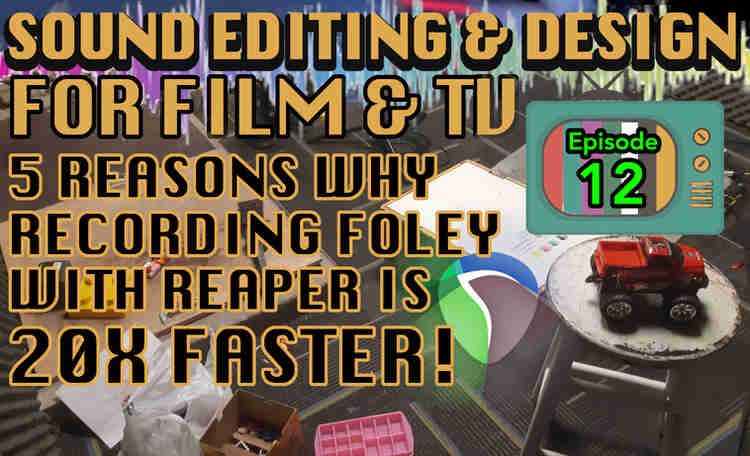 SOUND EDITING & DESIGN
FOR FILM & TV
Episode
12
5 REASONS WHY
RECORDING FOLEY
WITH REAPER IS
20X FASTER!